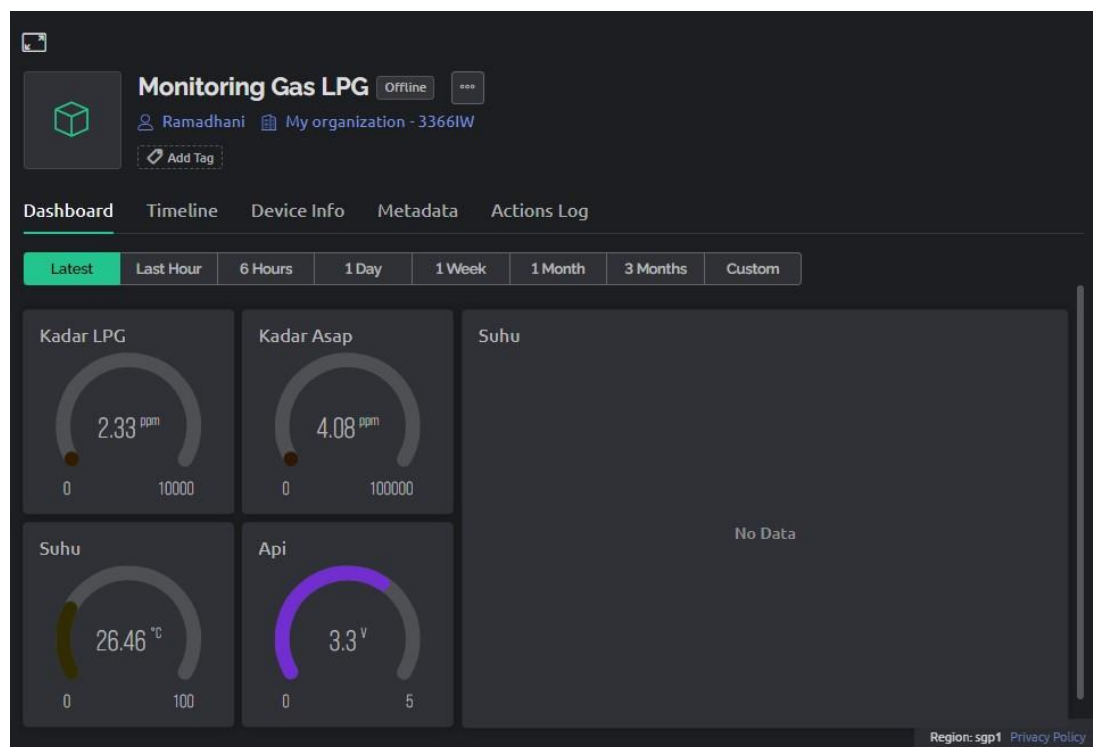 Monitoring Gas LPG Offline
Ramadhani My organization - 3366IW
Add Tag
Dashboard Timeline Device Info Metadata Actions Log
Latest Last Hour 6 Hours 1 Day 1 Week 1 Month 3 Months Custom
Kadar LPG
2.33 ppm
0 10000
Kadar Asap
4.08 ppm
0 100000
Suhu
No Data
Suhu
26.46 °C
0 100
Api
3.3 V
0 5
Region: sgp1 Privacy Policy